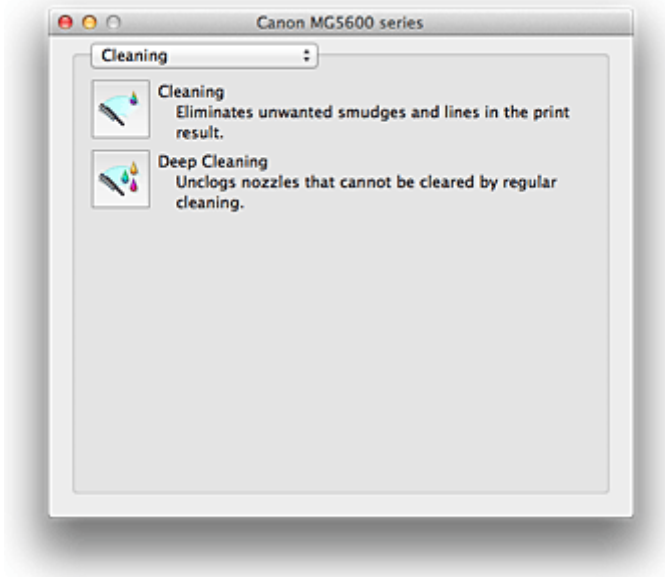 Canon MG5600 series
Cleaning
Cleaning
Eliminates unwanted smudges and lines in the print
result.
Deep Cleaning
Unclogs nozzles that cannot be cleared by regular
cleaning.